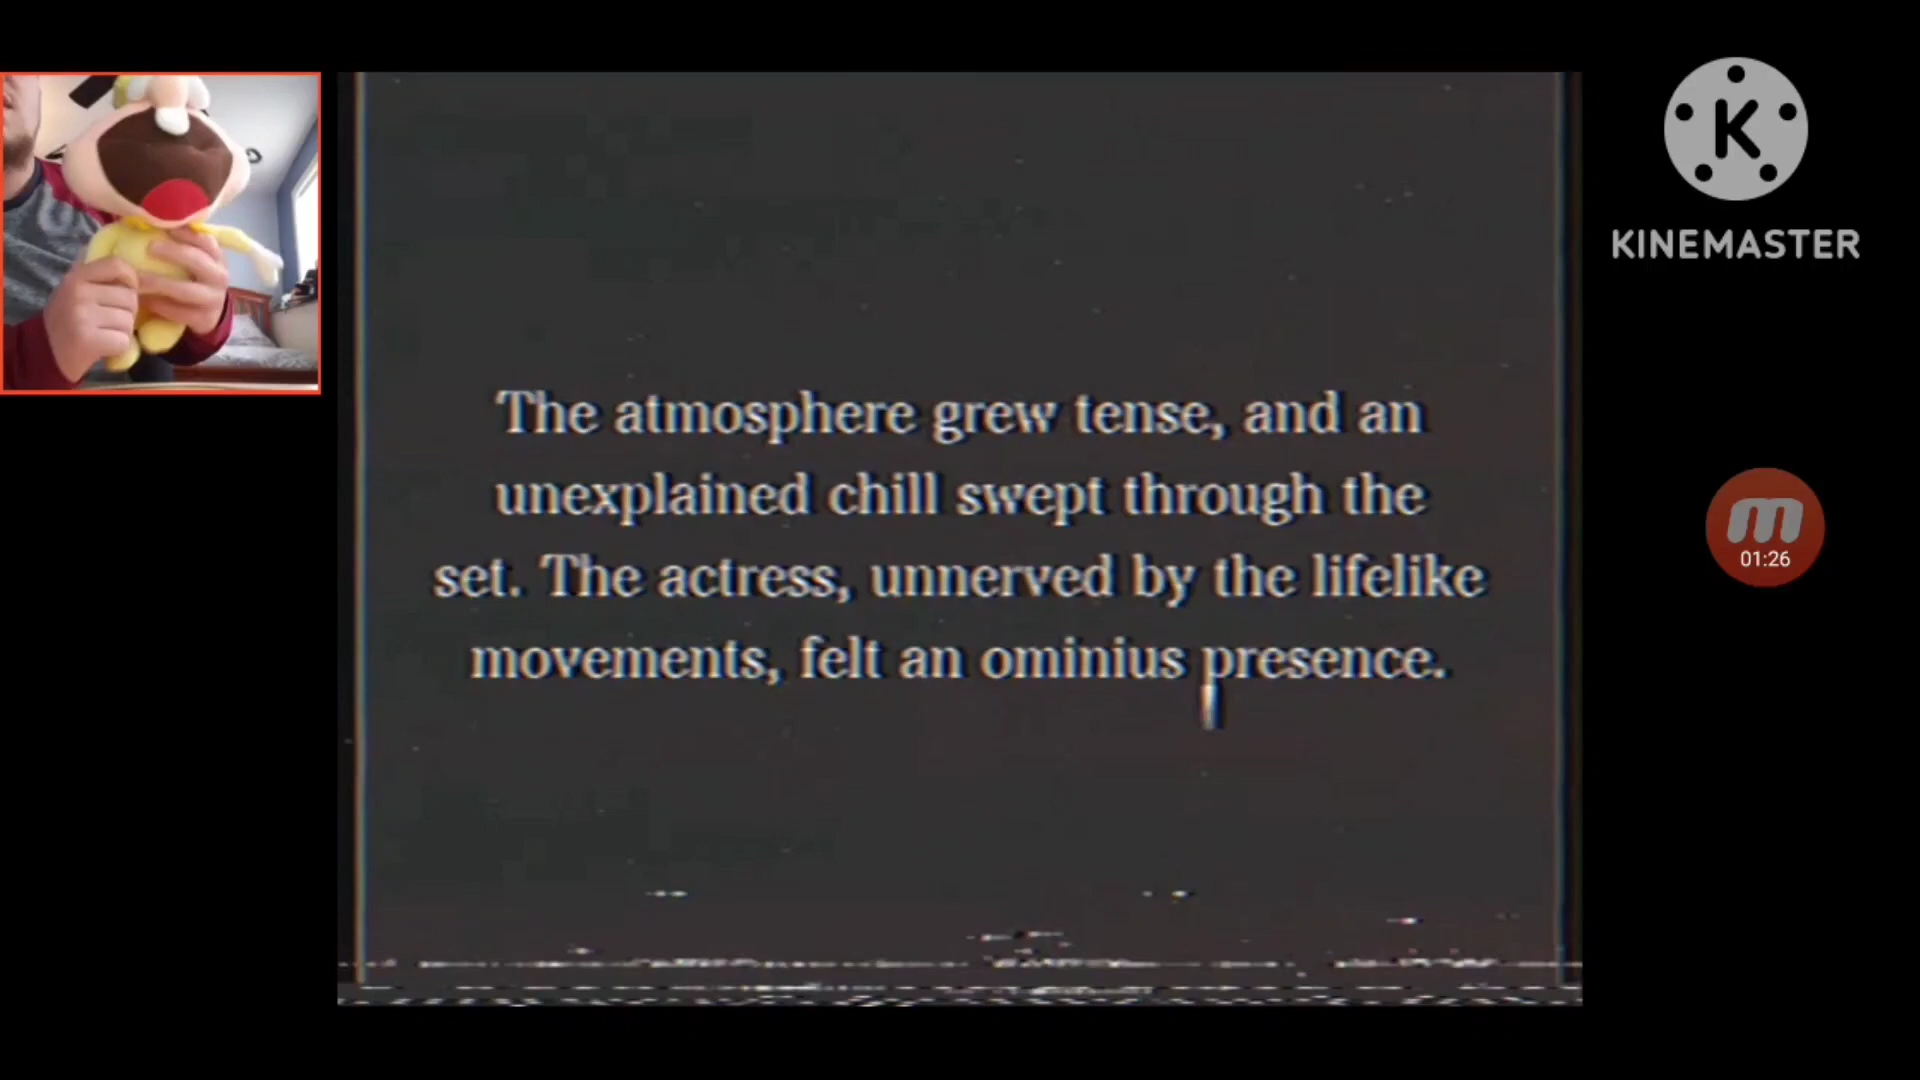 The atmosphere grew tense, and an
unexplained chill swept through the
set. The actress, unnerved by the lifelike
movements, felt an ominius presence.
K
KINEMASTER
m
01:26